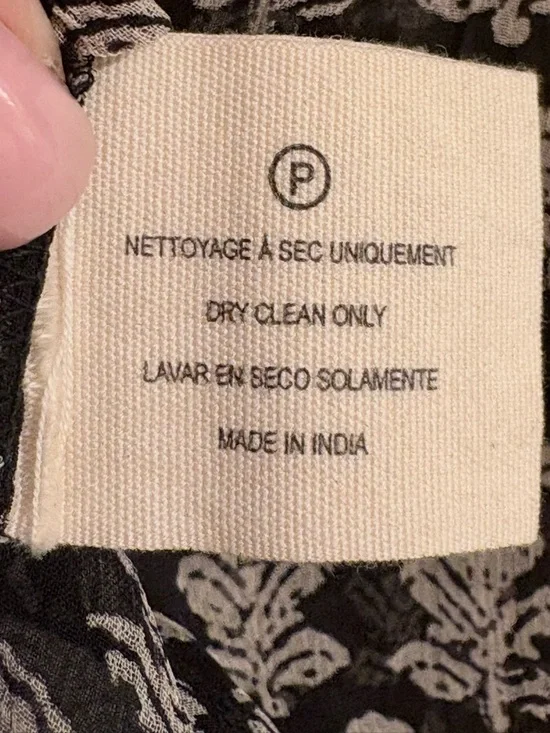 P
NETTOYAGE À SEC UNIQUEMENT
DRY CLEAN ONLY
LAVAR EN SECO SOLAMENTE
MADE IN INDIA